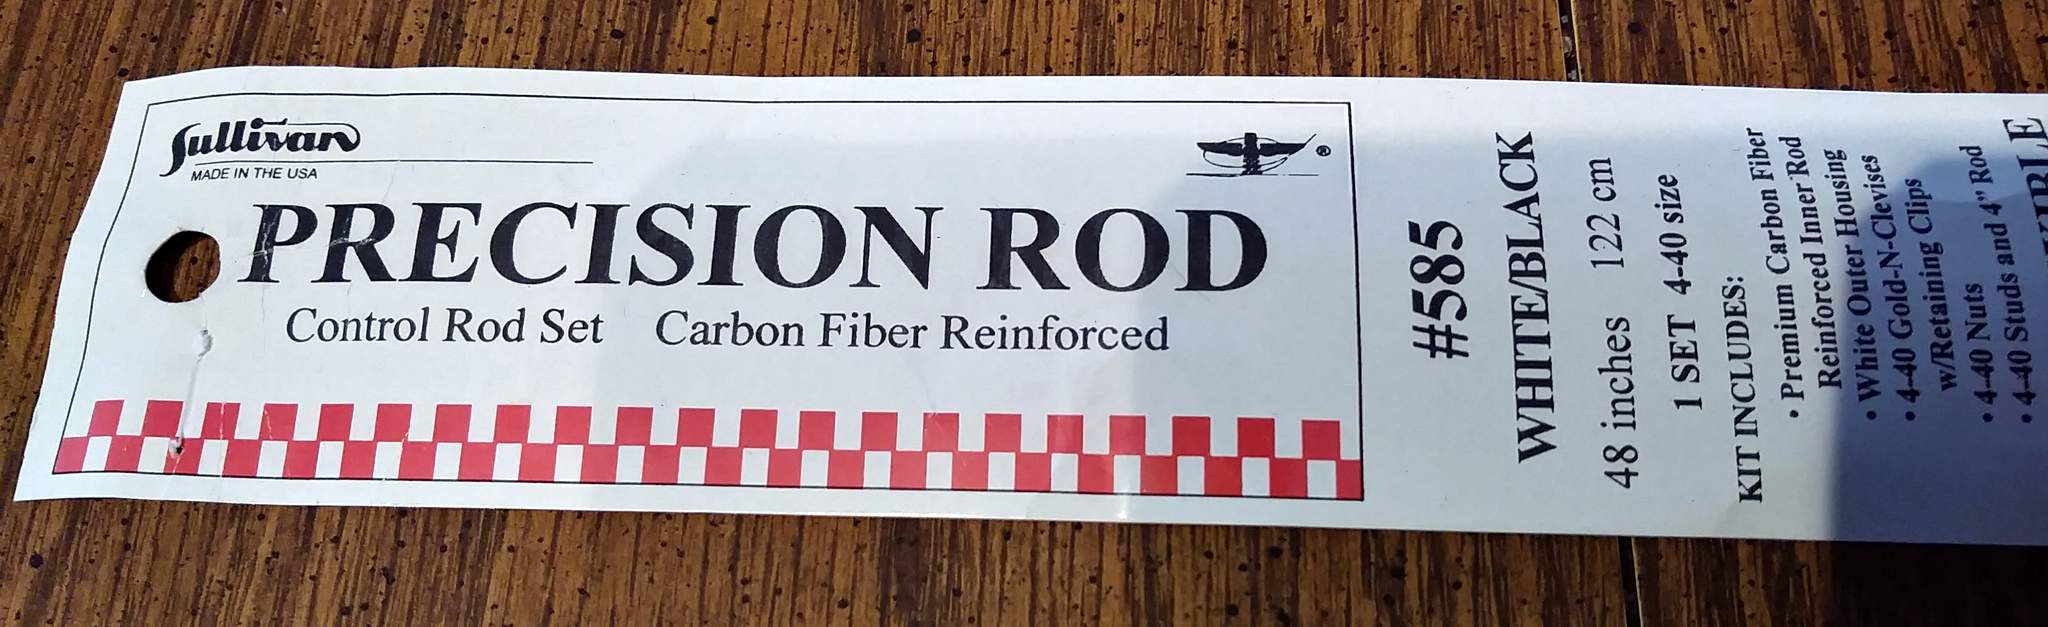 Sullivan
MADE IN THE USA
®
PRECISION ROD
Control Rod Set Carbon Fiber Reinforced
#585
WHITE/BLACK
48 inches 122 cm
1 SET 4-40 size
KIT INCLUDES:
• Premium Carbon Fiber
Reinforced Inner Rod
• White Outer Housing
• 4-40 Gold-N-Clevises
w/Retaining Clips
• 4-40 Nuts
• 4-40 Studs and 4" Rod